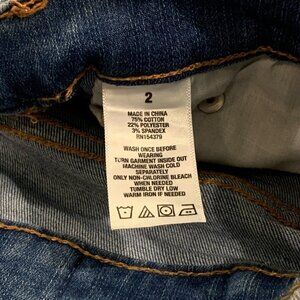 2
MADE IN CHINA
75% COTTON
22% POLYESTER
3% SPANDEX
RN154379
WASH ONCE BEFORE
WEARING
TURN GARMENT INSIDE OUT
MACHINE WASH COLD
SEPARATELY
ONLY NON-CHLORINE BLEACH
WHEN NEEDED
TUMBLE DRY LOW
WARM IRON IF NEEDED